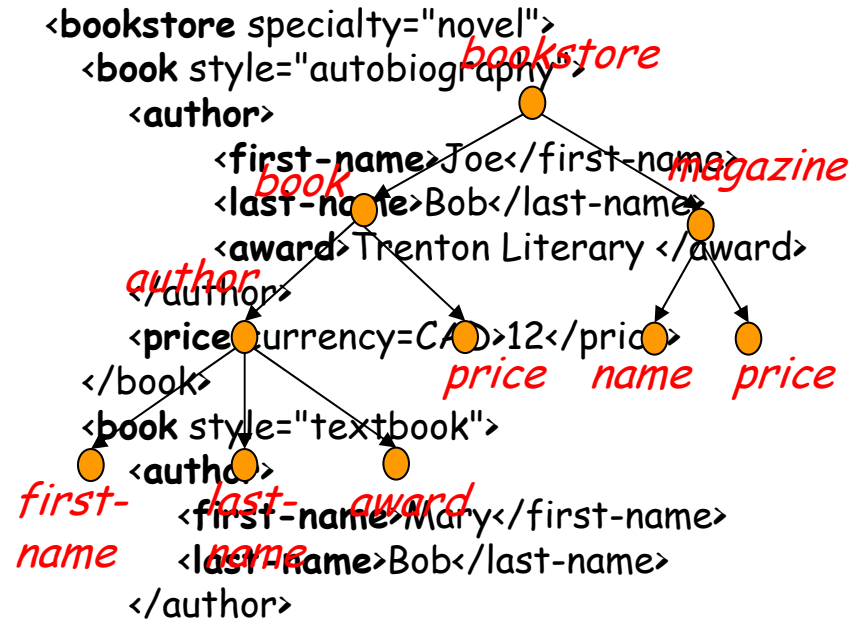 <bookstore specialty="novel">
bookstore
<book style="autobiography">
<author>
<first-name>Joe</first-name>
magazine
book
<last-name>Bob</last-name>
<award>Trenton Literary </award>
author
</author>
<price currency=CAD>12</price>
price name price
</book>
<book style="textbook">
<author>
first-name
last-name
award
<first-name>Mary</first-name>
<last-name>Bob</last-name>
</author>